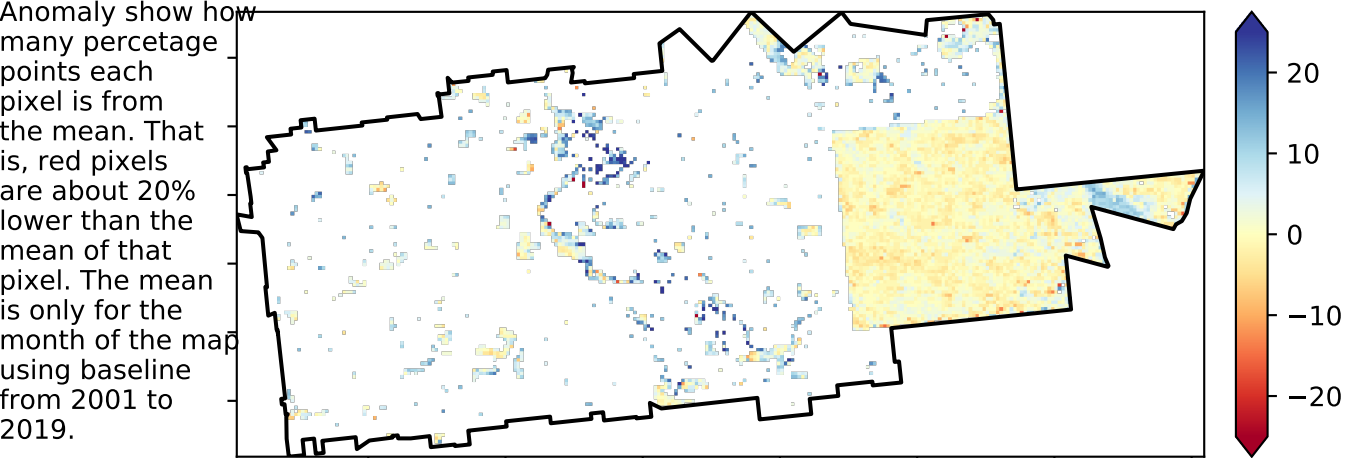 Anomaly show how
many percetage
points each
pixel is from
the mean. That
is, red pixels
are about 20%
lower than the
mean of that
pixel. The mean
is only for the
month of the map
using baseline
from 2001 to
2019.
20
10
0
−10
−20